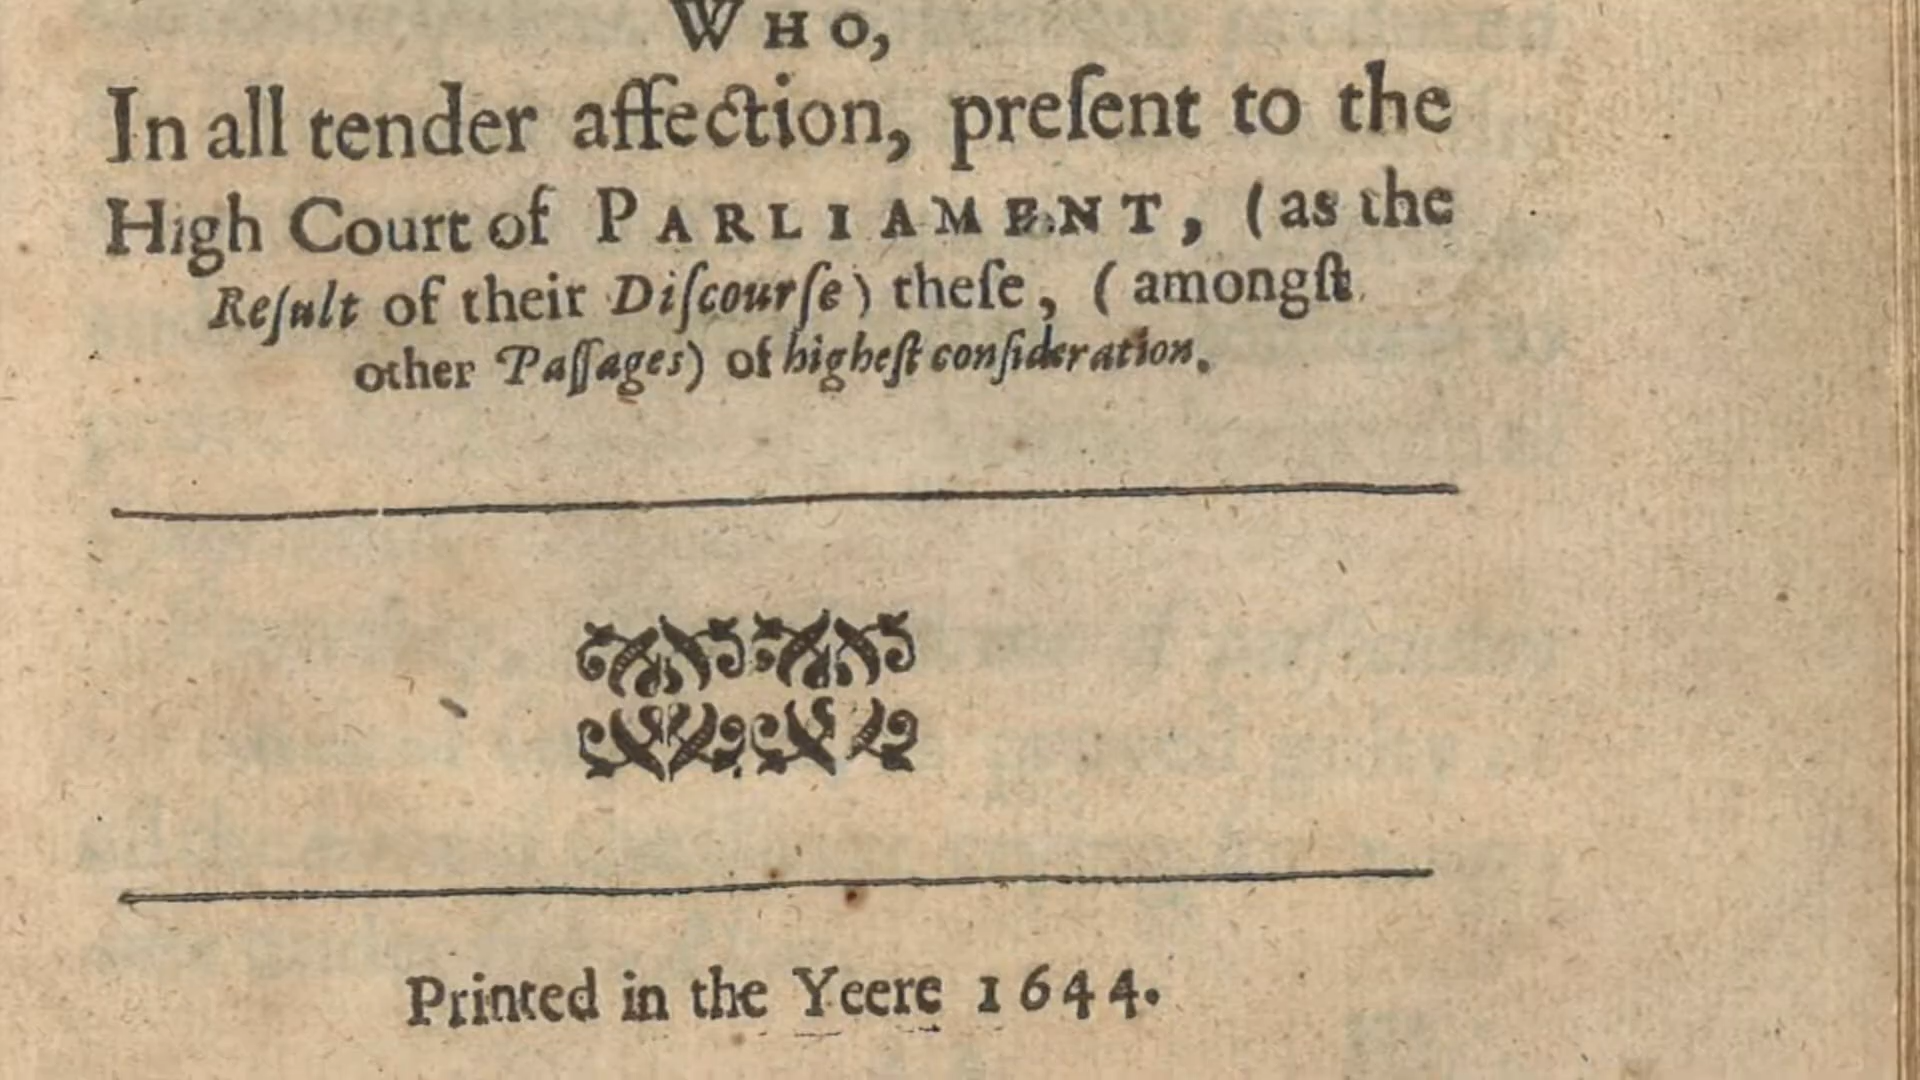 WHO,
In all tender affection, preſent to the
High Court of PARLIAMENT, (as the
Reſult of their Diſcourſe) theſe, (amongſt
other Paſſages) of higheſt conſideration.
Printed in the Yeere 1644.